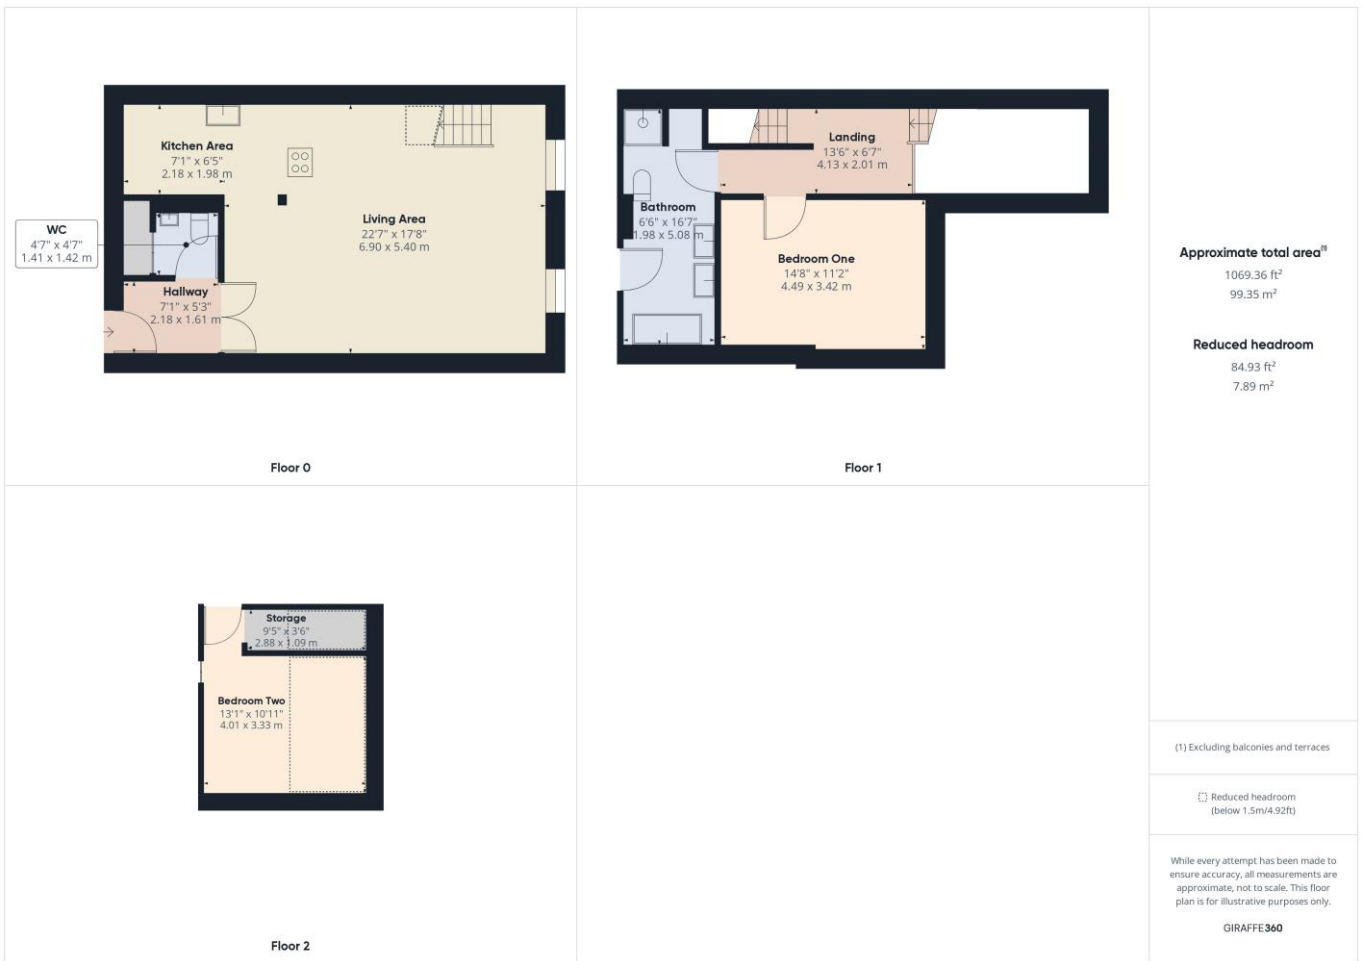 Kitchen Area
7'1" x 6'5"
2.18 x 1.98 m
WC
4'7" x 4'7"
1.41 x 1.42 m
Living Area
22'7" x 17'8"
6.90 x 5.40 m
Hallway
7'1" x 5'3"
2.18 x 1.61 m
Floor 0
Landing
13'6" x 6'7"
4.13 x 2.01 m
Bathroom
6'6" x 16'7"
1.98 x 5.08 m
Bedroom One
14'8" x 11'2"
4.49 x 3.42 m
Floor 1
Storage
9'5" x 3'6"
2.88 x 1.09 m
Bedroom Two
13'1" x 10'11"
4.01 x 3.33 m
Floor 2
Approximate total area(1)
1069.36 ft²
99.35 m²
Reduced headroom
84.93 ft²
7.89 m²
(1) Excluding balconies and terraces
Reduced headroom
(below 1.5m/4.92ft)
While every attempt has been made to
ensure accuracy, all measurements are
approximate, not to scale. This floor
plan is for illustrative purposes only.
GIRAFFE360